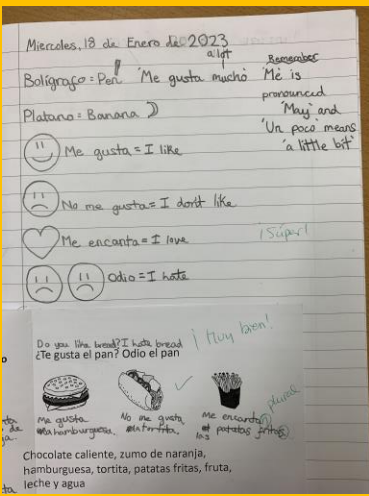 Miercoles, 18 de Enero de 2023
Remember
a lot
Boligrafo = Pen 'Me gusta mucho 'Me is
pronounced
Platano = Banana 'May' and
'Un poco' means
'a little bit'
Me gusta = I like
No me gusta = I don't like
¡Súper!
Me encanta = I love
Odio = I hate
¡Muy bien!
Do you like bread? I hate bread
¿Te gusta el pan? Odio el pan
plural
Me gusta No me gusta Me encanta
la hamburguesa. patatas fritas
las
Chocolate caliente, zumo de naranja,
hamburguesa, tortita, patatas fritas, fruta,
leche y agua